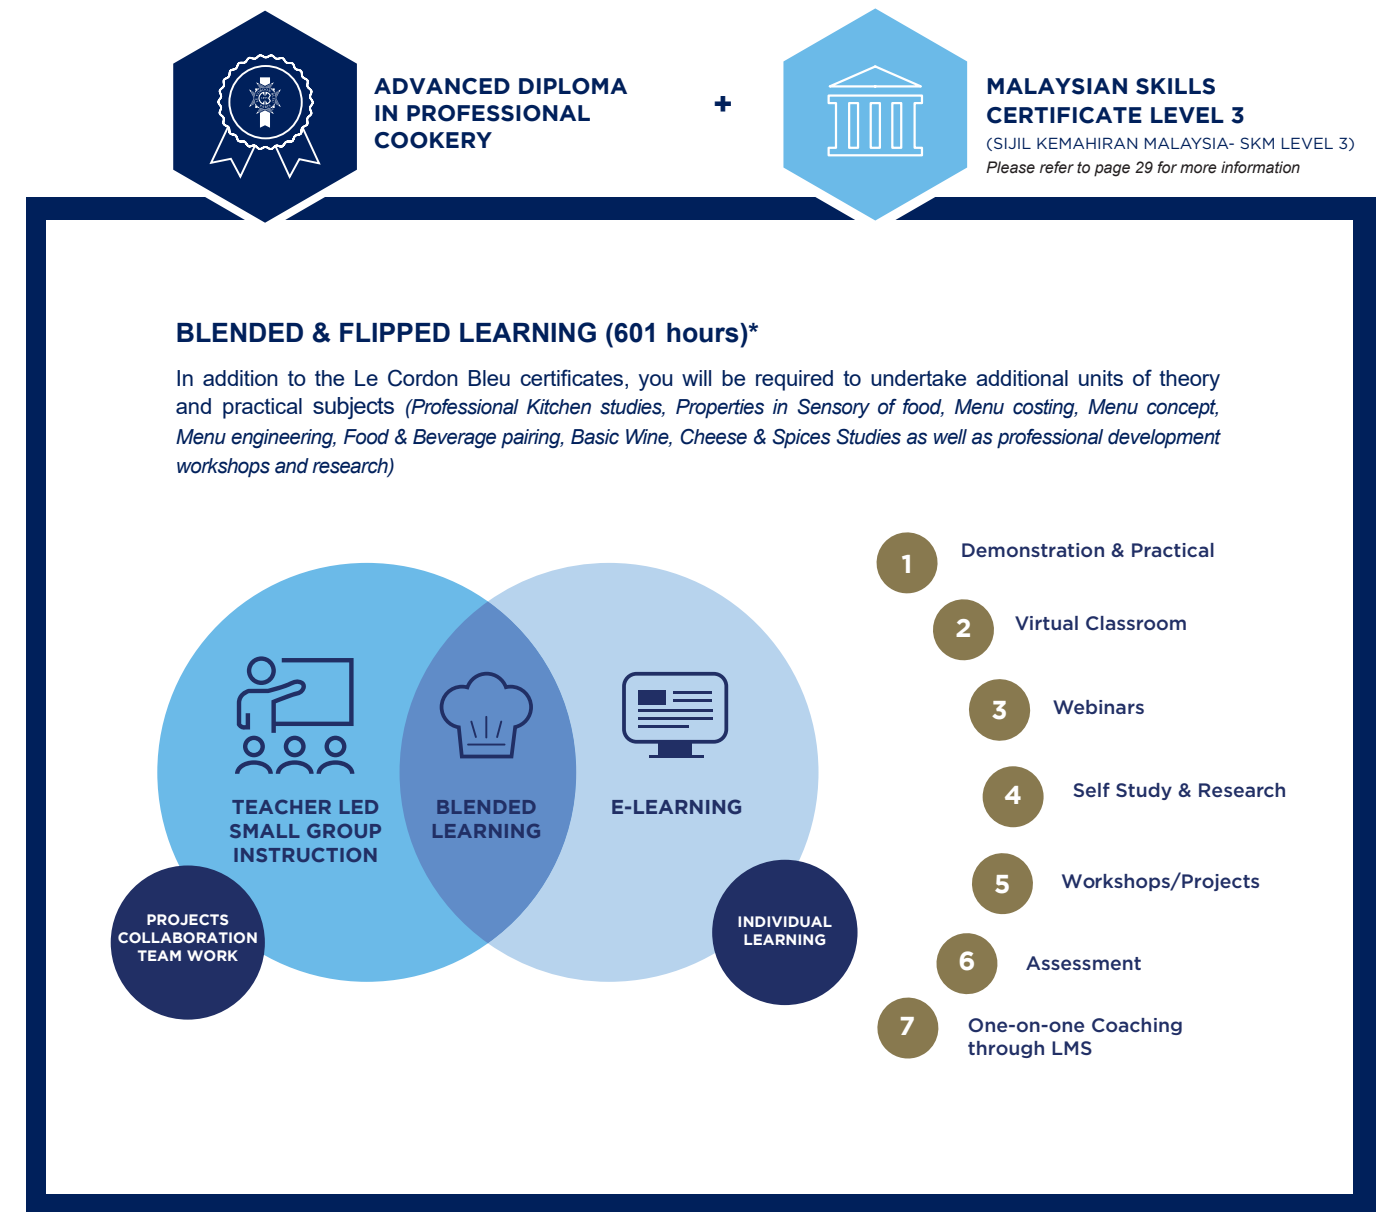 ADVANCED DIPLOMA
IN PROFESSIONAL
COOKERY
+
MALAYSIAN SKILLS
CERTIFICATE LEVEL 3
(SIJIL KEMAHIRAN MALAYSIA- SKM LEVEL 3)
Please refer to page 29 for more information
BLENDED & FLIPPED LEARNING (601 hours)*
In addition to the Le Cordon Bleu certificates, you will be required to undertake additional units of theory
and practical subjects (Professional Kitchen studies, Properties in Sensory of food, Menu costing, Menu concept,
Menu engineering, Food & Beverage pairing, Basic Wine, Cheese & Spices Studies as well as professional development
workshops and research)
TEACHER LED
SMALL GROUP
INSTRUCTION
BLENDED
LEARNING
E-LEARNING
PROJECTS
COLLABORATION
TEAM WORK
INDIVIDUAL
LEARNING
1 Demonstration & Practical
2 Virtual Classroom
3 Webinars
4 Self Study & Research
5 Workshops/Projects
6 Assessment
7 One-on-one Coaching
through LMS